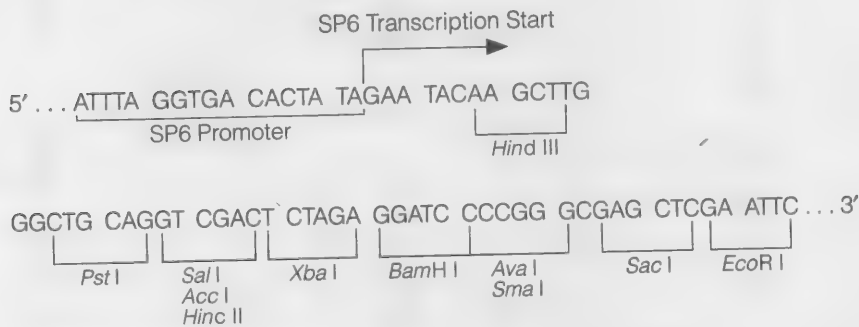 SP6 Transcription Start
5' ... ATTTA GGTGA CACTATA TAGAA TACAA GCTTG
SP6 Promoter
Hind III
GGCTG CAGGT CGACT CTAGA GGATC CCCGG GCGAG CTCGA ATTC ... 3'
Pst I Sal I Xba I BamH I Ava I Sac I EcoR I
Acc I Sma I
Hinc II